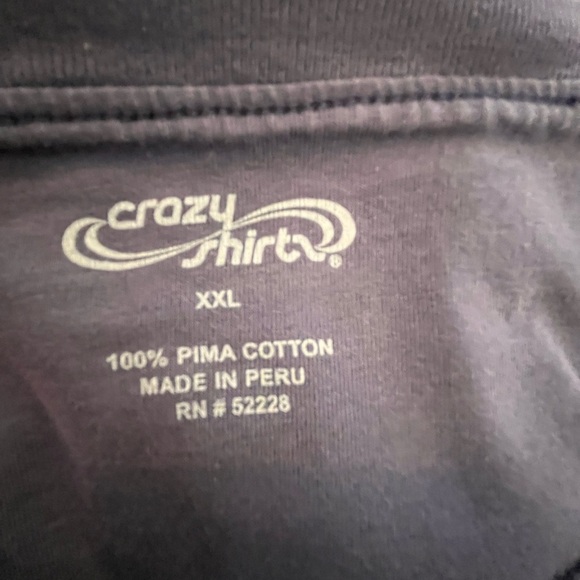 crazy
shirts®
XXL
100% PIMA COTTON
MADE IN PERU
RN # 52228